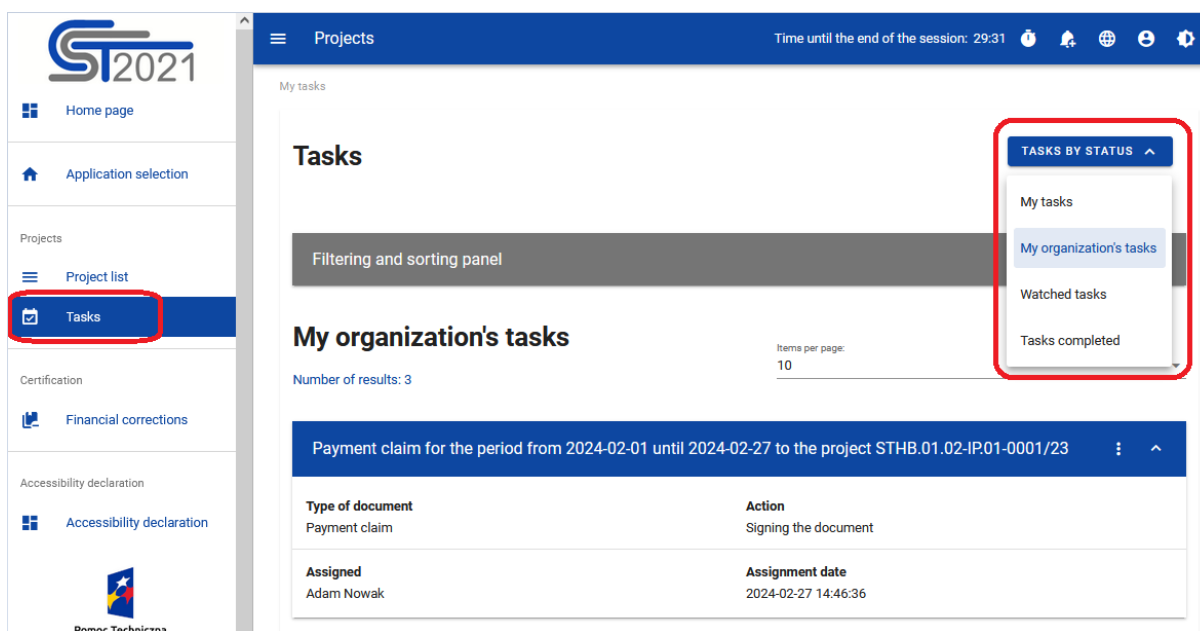 CST2021
Home page
Application selection
Projects
Project list
Tasks
Certification
Financial corrections
Accessibility declaration
Accessibility declaration
Pomoc Techniczna
Projects
Time until the end of the session: 29:31
My tasks
Tasks
TASKS BY STATUS
My tasks
My organization's tasks
Watched tasks
Tasks completed
Filtering and sorting panel
My organization's tasks
Number of results: 3
Items per page:
10
Payment claim for the period from 2024-02-01 until 2024-02-27 to the project STHB.01.02-IP.01-0001/23
Type of document
Payment claim
Action
Signing the document
Assigned
Adam Nowak
Assignment date
2024-02-27 14:46:36